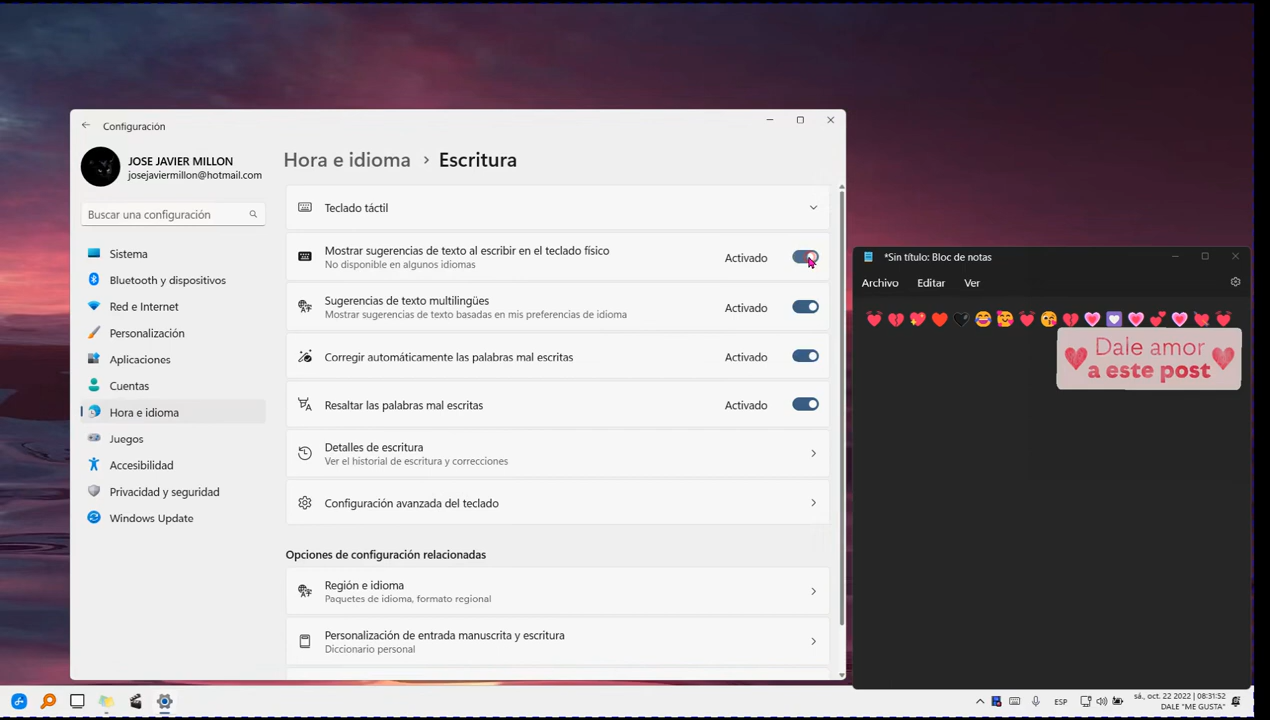 Configuración
JOSE JAVIER MILLON
josejaviermillon@hotmail.com
Buscar una configuración
Sistema
Bluetooth y dispositivos
Red e Internet
Personalización
Aplicaciones
Cuentas
Hora e idioma
Juegos
Accesibilidad
Privacidad y seguridad
Windows Update
Hora e idioma › Escritura
Teclado táctil
Mostrar sugerencias de texto al escribir en el teclado físico
No disponible en algunos idiomas
Activado
Sugerencias de texto multilingües
Mostrar sugerencias de texto basadas en mis preferencias de idioma
Activado
Corregir automáticamente las palabras mal escritas
Activado
Resaltar las palabras mal escritas
Activado
Detalles de escritura
Ver el historial de escritura y correcciones
Configuración avanzada del teclado
Opciones de configuración relacionadas
Región e idioma
Paquetes de idioma, formato regional
Personalización de entrada manuscrita y escritura
Diccionario personal
*Sin título: Bloc de notas
Archivo Editar Ver
Dale amor
a este post
ESP
sá., oct. 22 2022 | 08:31:52
DALE "ME GUSTA"